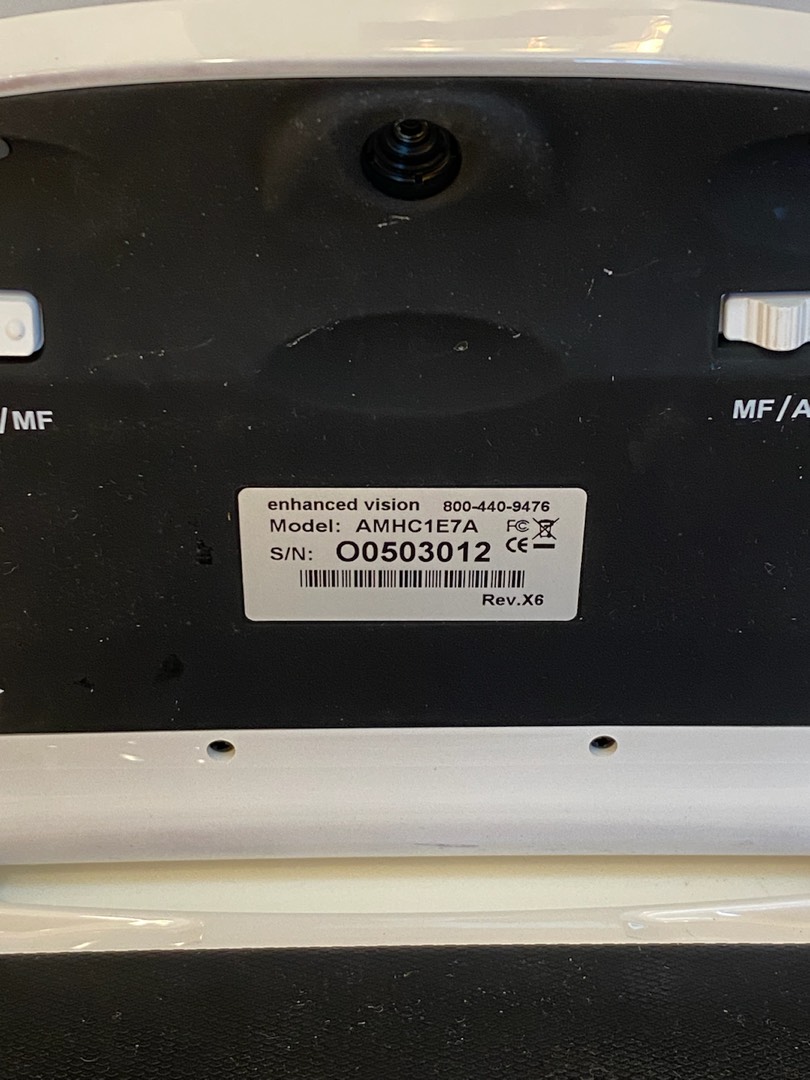 /MF
MF/A
enhanced vision 800-440-9476
Model: AMHC1E7A FC
S/N: O0503012 CE
Rev.X6